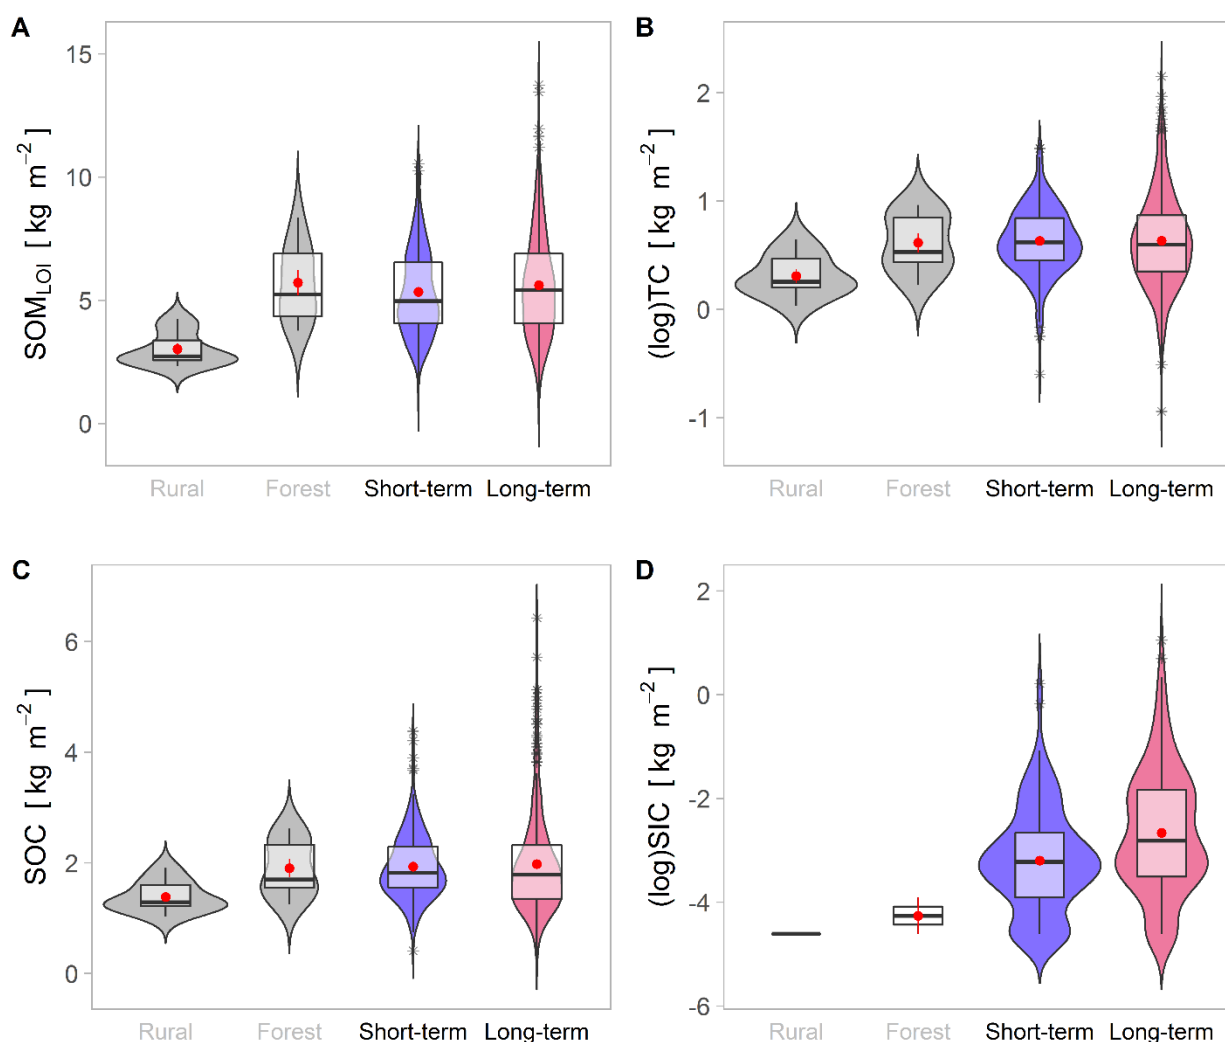 A
SOM_LOI [ kg m⁻² ]
15
10
5
0
Rural Forest Short-term Long-term
B
(log)TC [ kg m⁻² ]
2
1
0
-1
Rural Forest Short-term Long-term
C
SOC [ kg m⁻² ]
6
4
2
0
Rural Forest Short-term Long-term
D
(log)SIC [ kg m⁻² ]
2
0
-2
-4
-6
Rural Forest Short-term Long-term